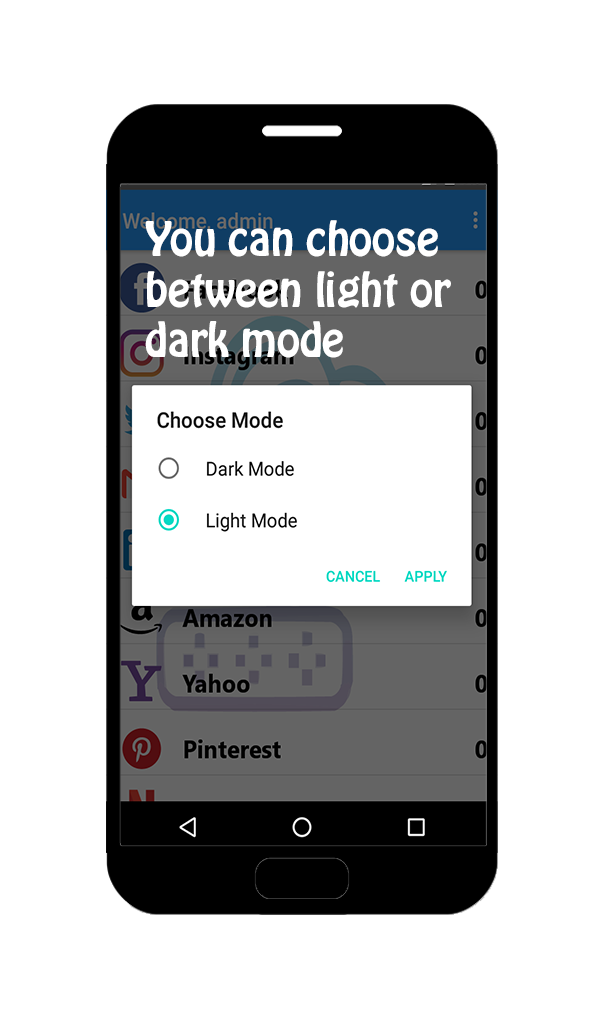 Welcome, admin
You can choose
between light or
dark mode
Facebook 0
Instagram 0
0
0
0
Choose Mode
Dark Mode
Light Mode
CANCEL APPLY
Amazon 0
Yahoo 0
Pinterest 0